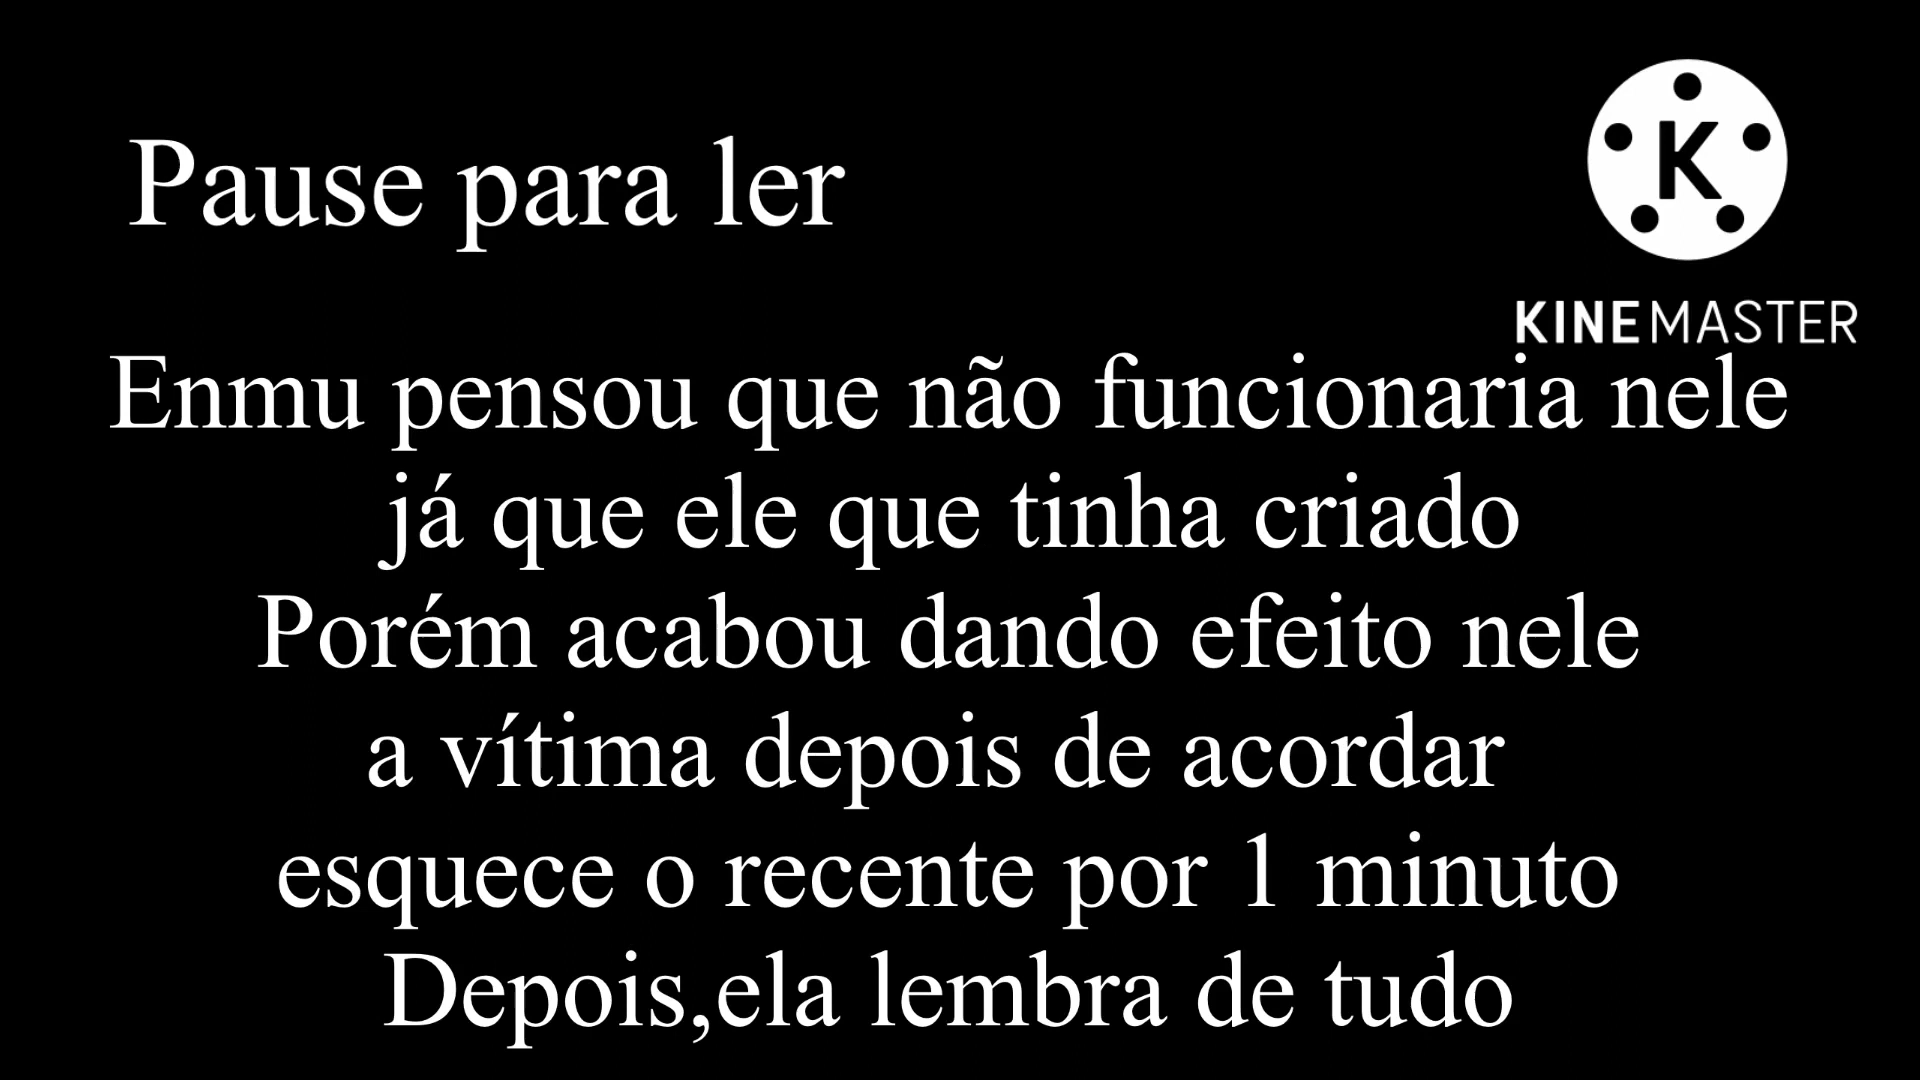 Pause para ler
K
KINEMASTER
Enmu pensou que não funcionaria nele
já que ele que tinha criado
Porém acabou dando efeito nele
a vítima depois de acordar
esquece o recente por 1 minuto
Depois,ela lembra de tudo